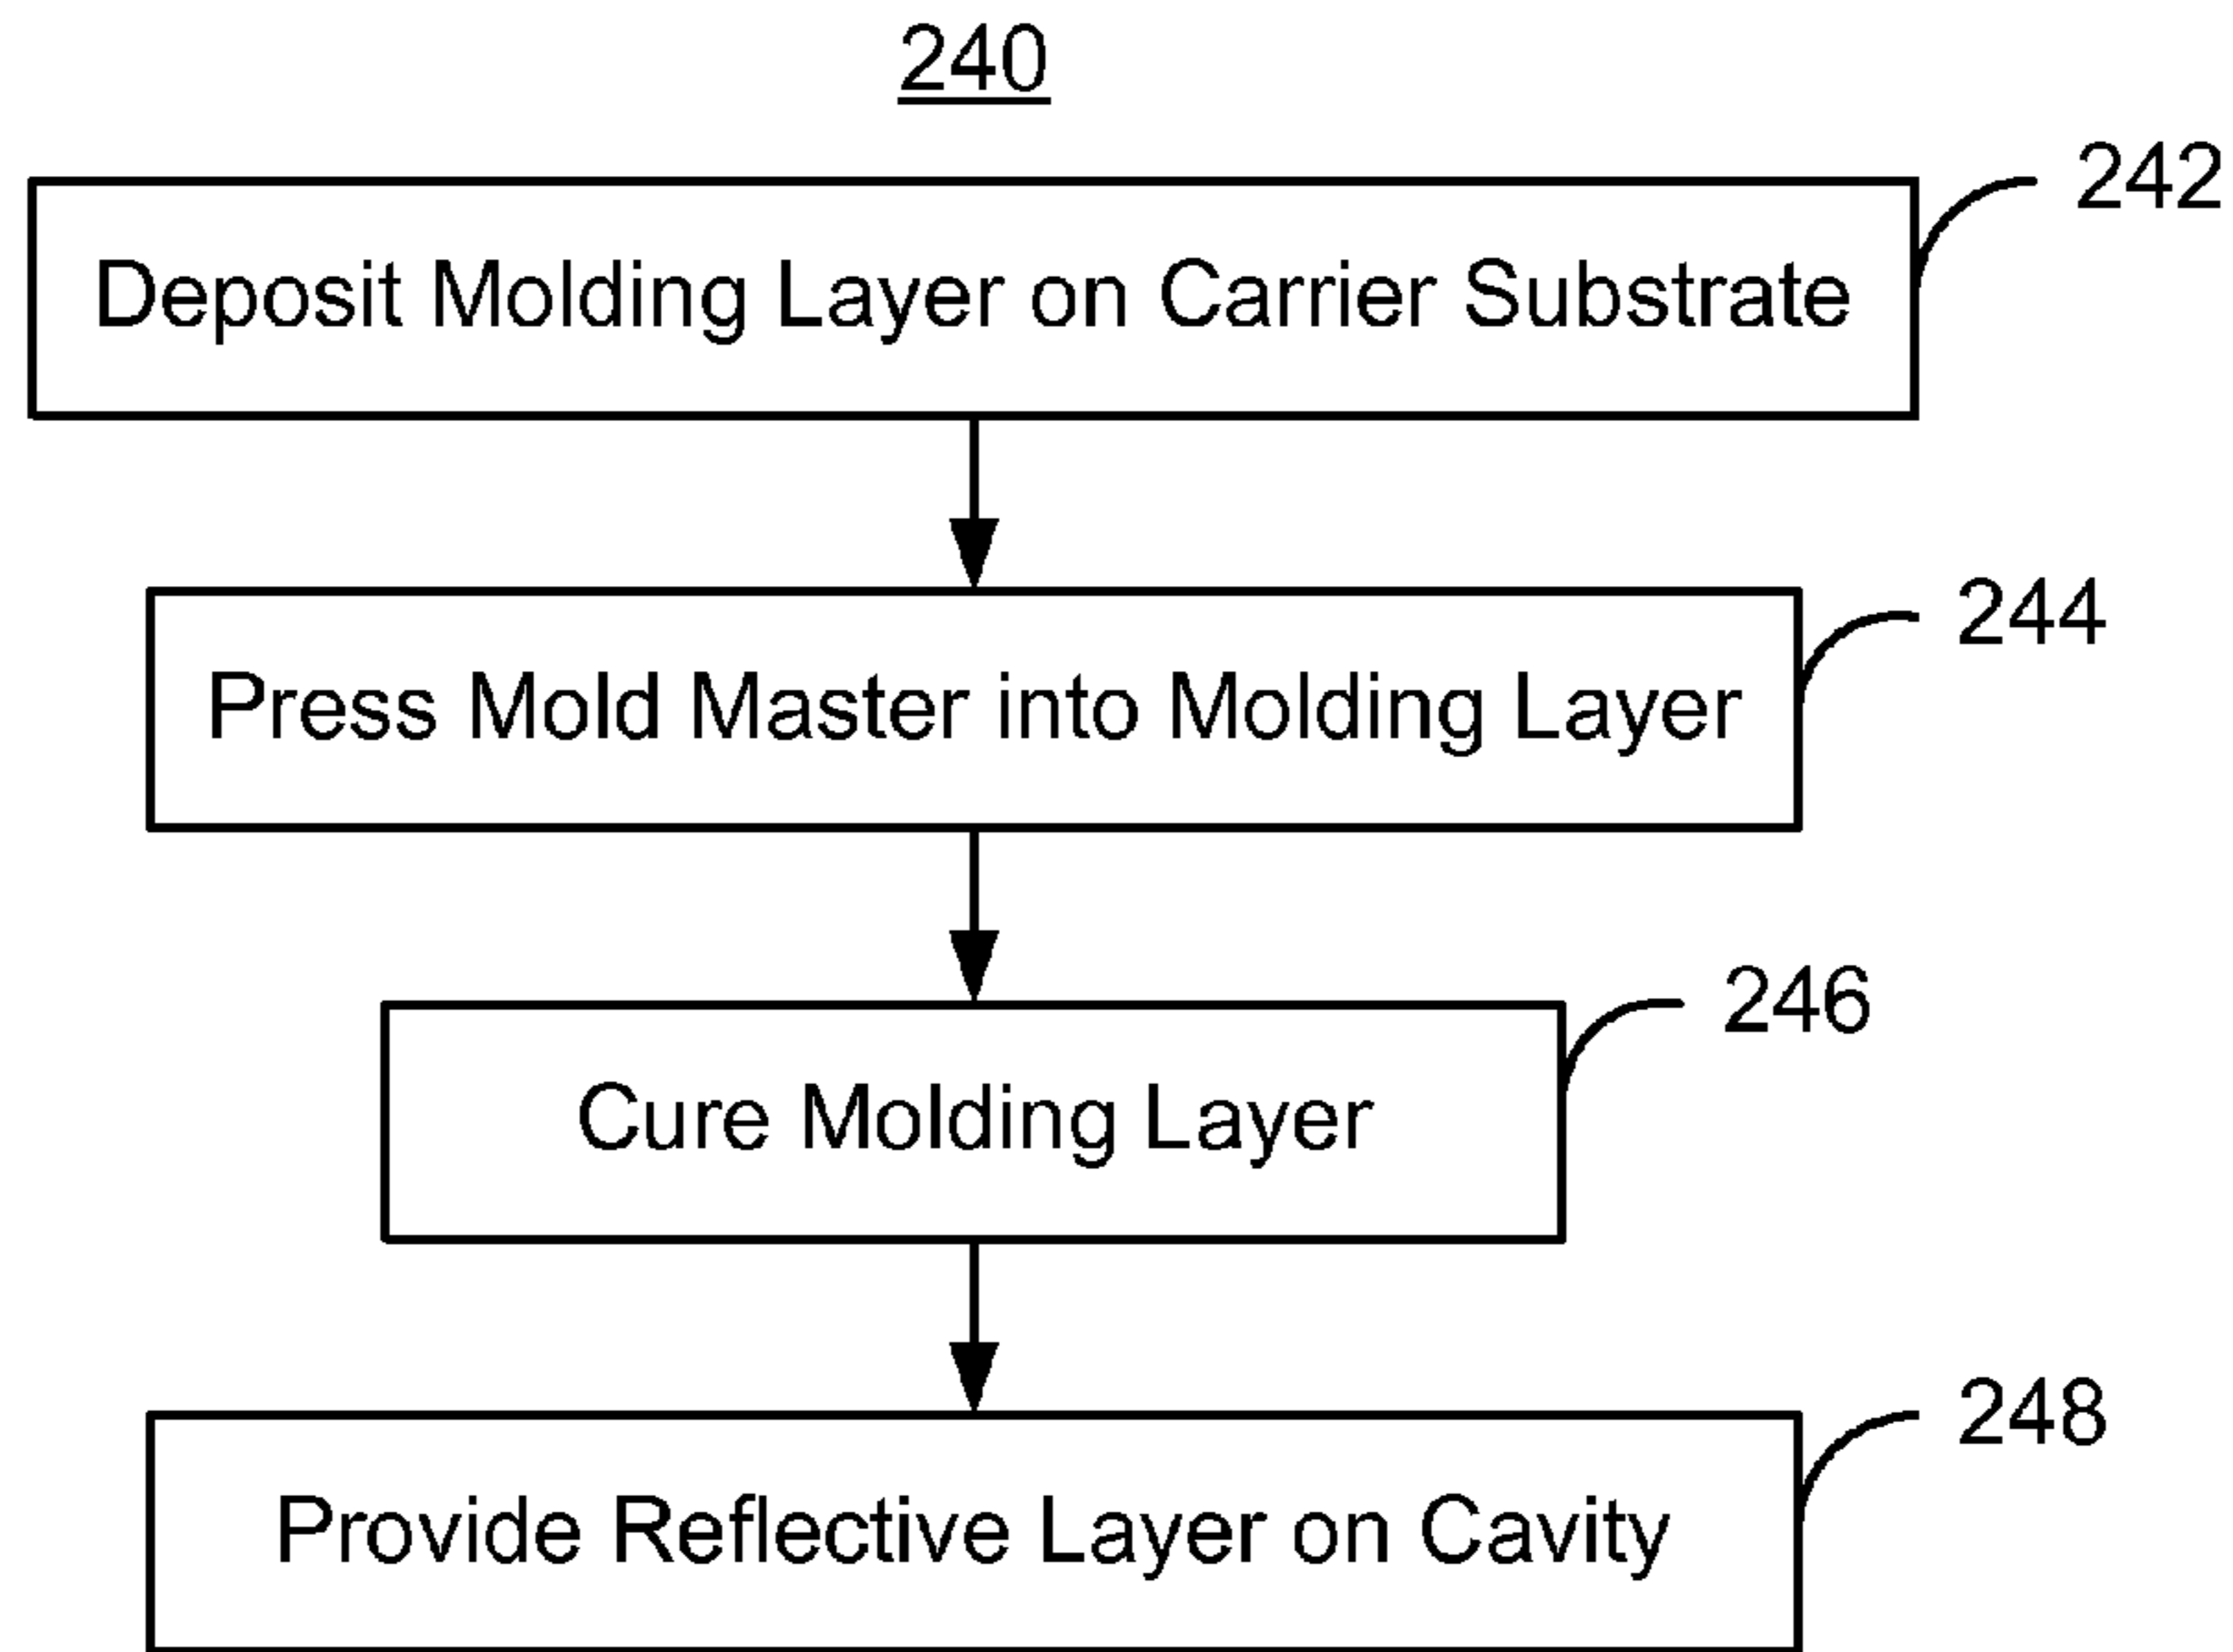 240
242
Deposit Molding Layer on Carrier Substrate
244
Press Mold Master into Molding Layer
246
Cure Molding Layer
248
Provide Reflective Layer on Cavity